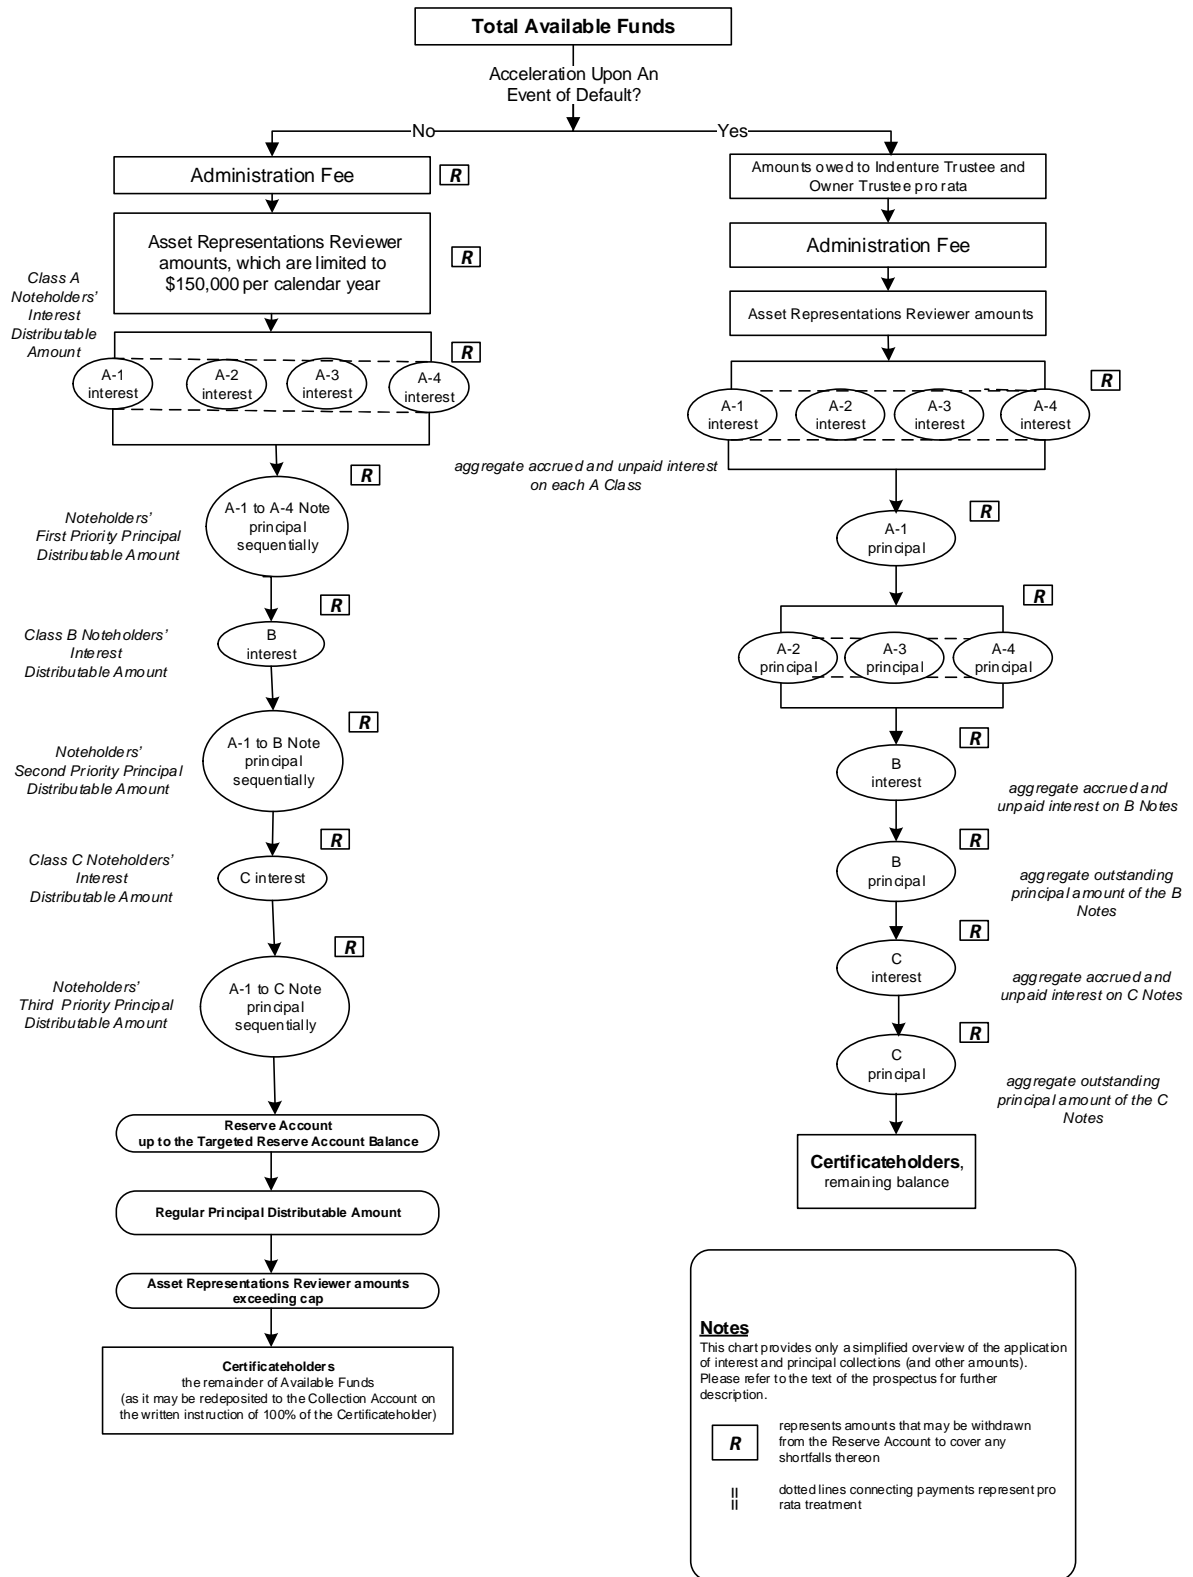 Total Available Funds
Acceleration Upon An
Event of Default?
No
Yes
Administration Fee
R
Asset Representations Reviewer
amounts, which are limited to
$150,000 per calendar year
R
Class A
Noteholders'
Interest
Distributable
Amount
R
A-1
interest
A-2
interest
A-3
interest
A-4
interest
R
Noteholders'
First Priority Principal
Distributable Amount
A-1 to A-4 Note
principal
sequentially
R
Class B Noteholders'
Interest
Distributable Amount
B
interest
R
Noteholders'
Second Priority Principal
Distributable Amount
A-1 to B Note
principal
sequentially
R
Class C Noteholders'
Interest
Distributable Amount
C interest
R
Noteholders'
Third Priority Principal
Distributable Amount
A-1 to C Note
principal
sequentially
Reserve Account
up to the Targeted Reserve Account Balance
Regular Principal Distributable Amount
Asset Representations Reviewer amounts
exceeding cap
Certificateholders
the remainder of Available Funds
(as it may be redeposited to the Collection Account on
the written instruction of 100% of the Certificateholder)
Amounts owed to Indenture Trustee and
Owner Trustee pro rata
Administration Fee
Asset Representations Reviewer amounts
R
A-1
interest
A-2
interest
A-3
interest
A-4
interest
aggregate accrued and unpaid interest
on each A Class
R
A-1
principal
R
A-2
principal
A-3
principal
A-4
principal
R
B
interest
aggregate accrued and
unpaid interest on B Notes
R
B
principal
aggregate outstanding
principal amount of the B
Notes
R
C
interest
aggregate accrued and
unpaid interest on C Notes
R
C
principal
aggregate outstanding
principal amount of the C
Notes
Certificateholders,
remaining balance
Notes
This chart provides only a simplified overview of the application
of interest and principal collections (and other amounts).
Please refer to the text of the prospectus for further
description.
R
represents amounts that may be withdrawn
from the Reserve Account to cover any
shortfalls thereon
dotted lines connecting payments represent pro
rata treatment